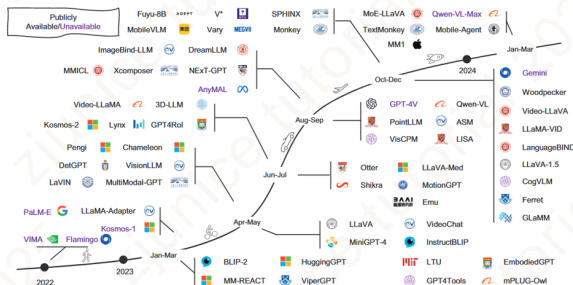 Publicly
Available/Unavailable
Fuyu-8B ADEPT V* SPHINX
MobileVLM Vary MEGVII Monkey
MoE-LLaVA Qwen-VL-Max
TextMonkey Mobile-Agent
MM1
Jan-Mar
2024
ImageBind-LLM DreamLLM
MMICL Xcomposer NExT-GPT
AnyMAL
Oct-Dec
Gemini
Woodpecker
Video-LLaVA
LLaMA-VID
LanguageBIND
LLaVA-1.5
CogVLM
Ferret
GLaMM
Video-LLaMA 3D-LLM
Kosmos-2 Lynx GPT4RoI
Aug-Sep
GPT-4V Qwen-VL
PointLLM ASM
VisCPM LISA
Pengi Chameleon
DetGPT VisionLLM
LaVIN MultiModal-GPT
Jun-Jul
Otter LLaVA-Med
Shikra MotionGPT
BAAI Emu
PaLM-E LLaMA-Adapter
Kosmos-1
VIMA Flamingo
Apr-May
LLaVA VideoChat
MiniGPT-4 InstructBLIP
LTU EmbodiedGPT
GPT4Tools mPLUG-Owl
Jan-Mar
BLIP-2 HuggingGPT
MM-REACT ViperGPT
2022
2023